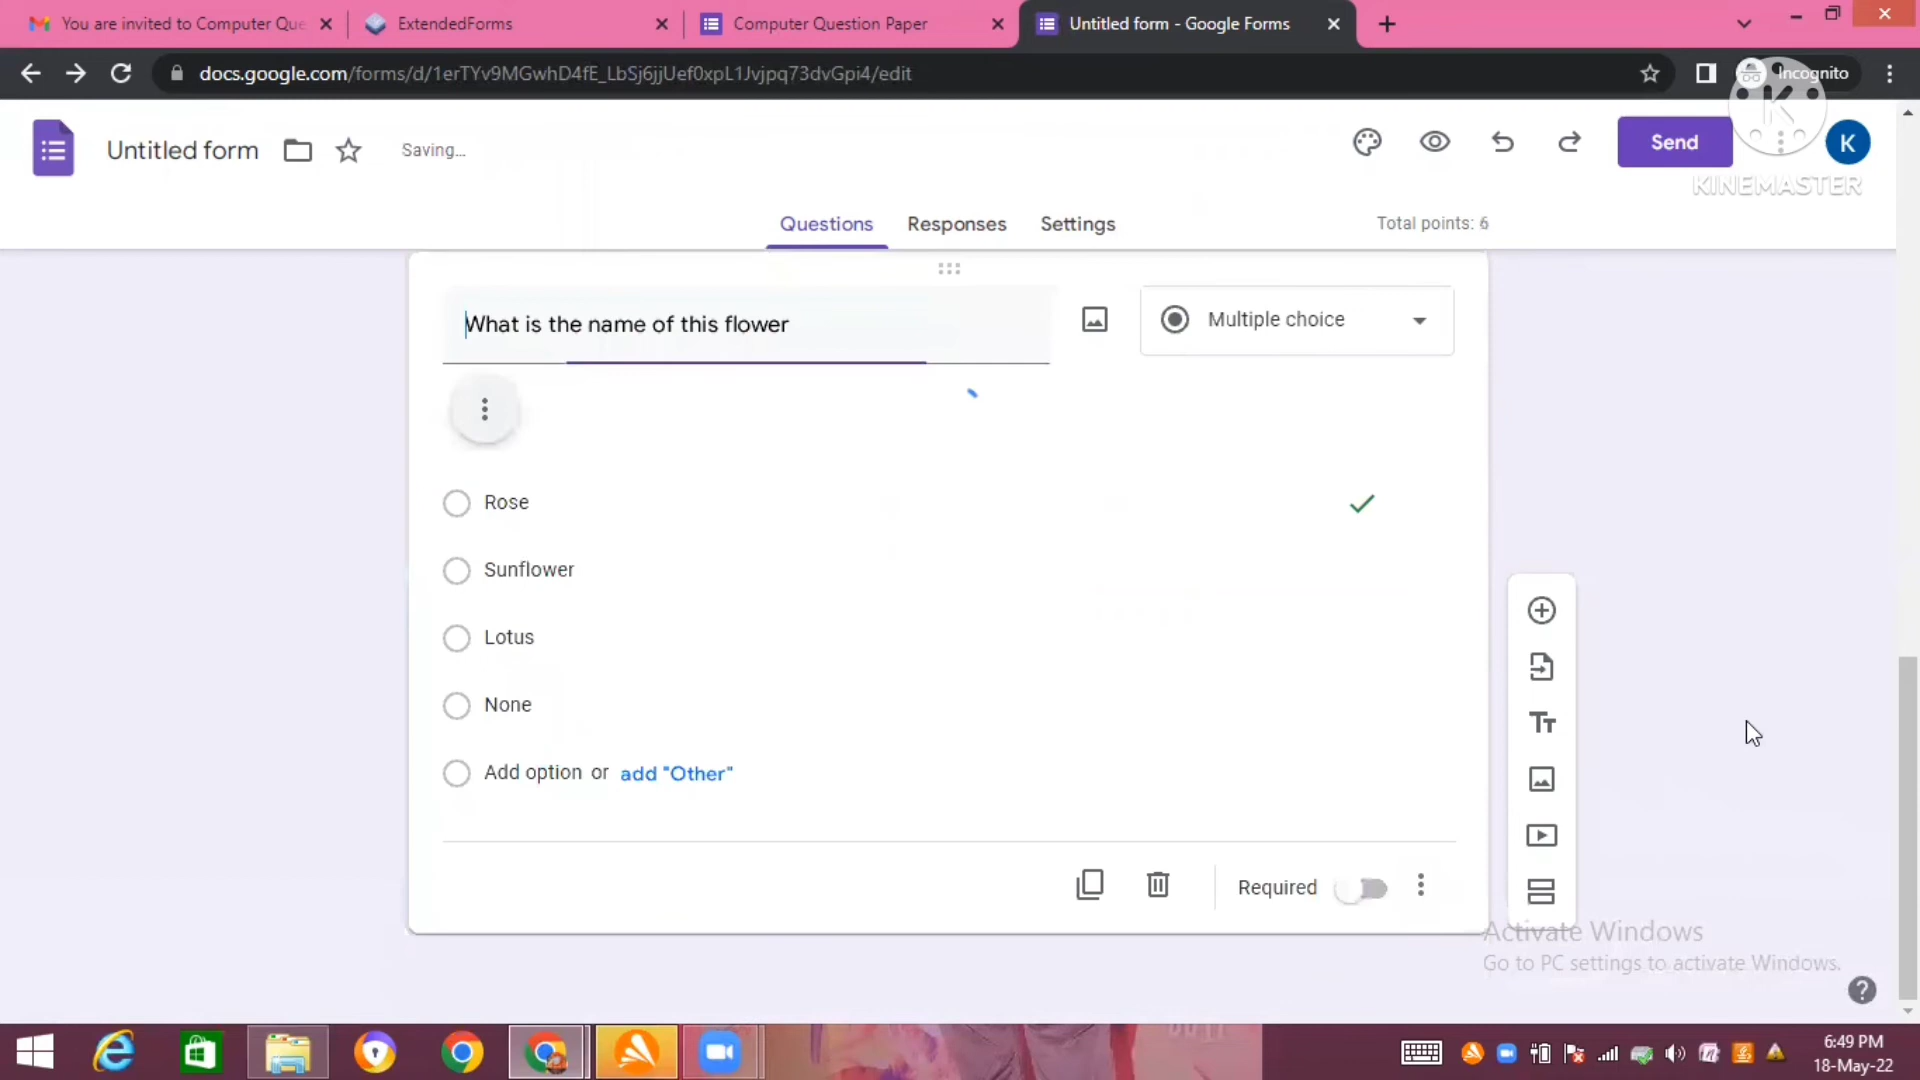 You are invited to Computer Que
ExtendedForms
Computer Question Paper
Untitled form - Google Forms
docs.google.com/forms/d/1erTYv9MGwhD4fE_LbSj6jjUef0xpL1Jvjpq73dvGpi4/edit
Incognito
Untitled form
Saving...
Send
K
K
KINEMASTER
Questions
Responses
Settings
Total points: 6
What is the name of this flower
Multiple choice
Rose
Sunflower
Lotus
None
Add option or add "Other"
Required
Activate Windows
Go to PC settings to activate Windows.
6:49 PM
18-May-22